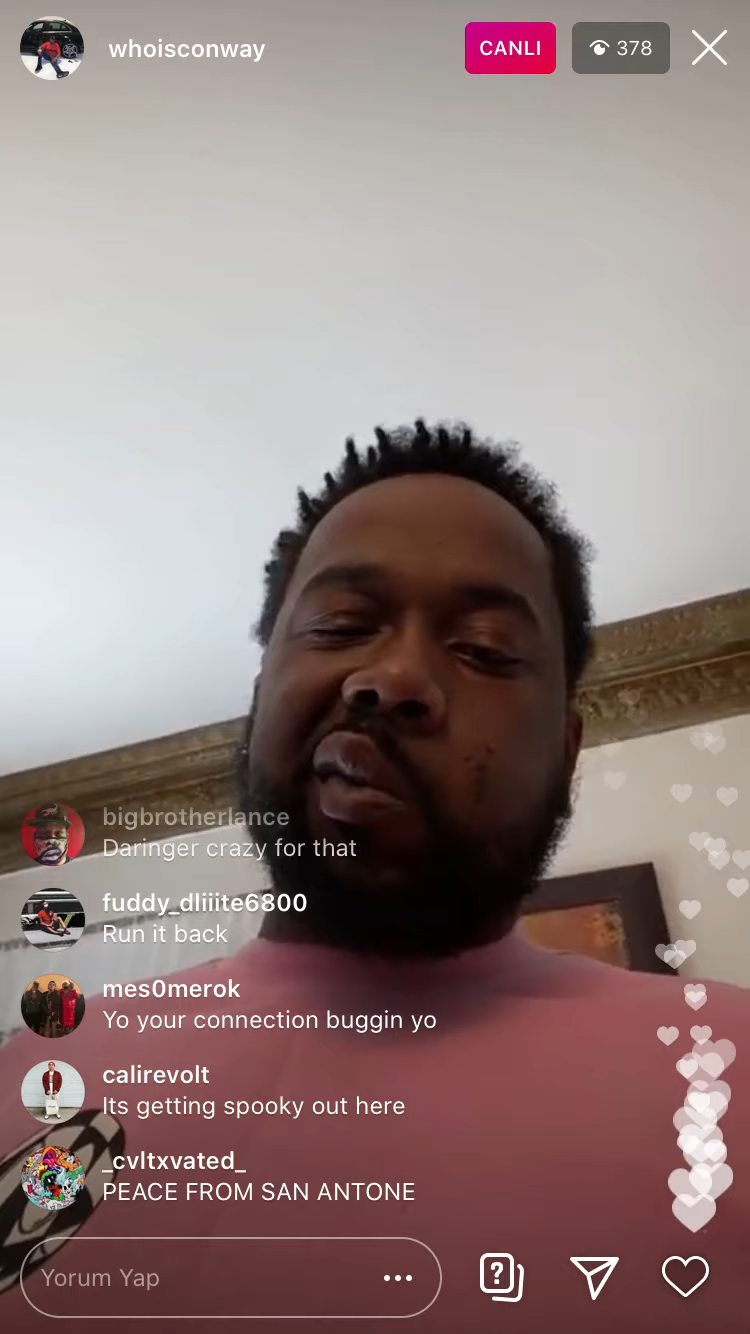 whoisconway
CANLI
378
bigbrotherlance
Daringer crazy for that
fuddy_dliiite6800
Run it back
mes0merok
Yo your connection buggin yo
calirevolt
Its getting spooky out here
_cvltxvated_
PEACE FROM SAN ANTONE
Yorum Yap